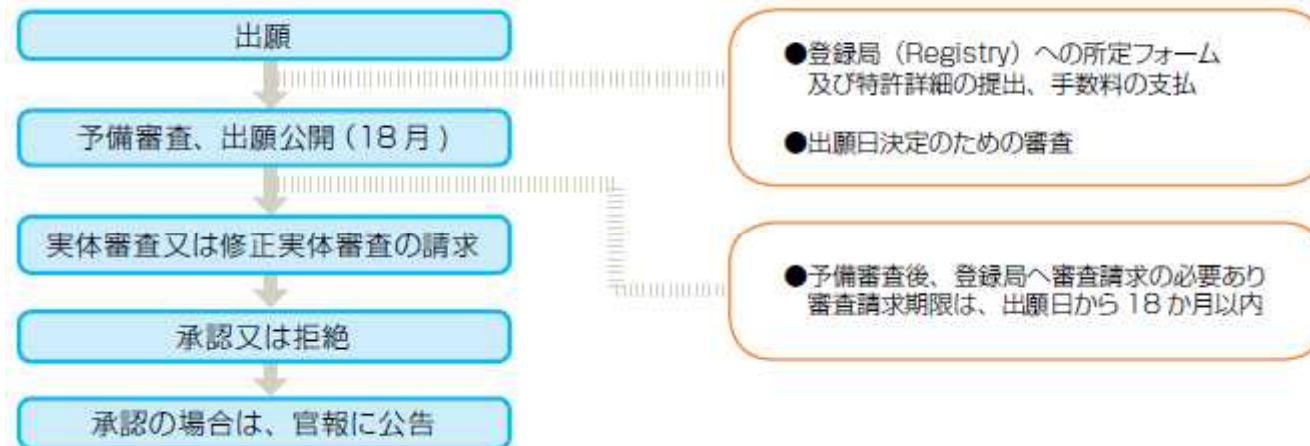 出願
予備審査、出願公開（18月）
実体審査又は修正実体審査の請求
承認又は拒絶
承認の場合は、官報に公告
●登録局（Registry）への所定フォーム
及び特許詳細の提出、手数料の支払
●出願日決定のための審査
●予備審査後、登録局へ審査請求の必要あり
審査請求期限は、出願日から 18 か月以内